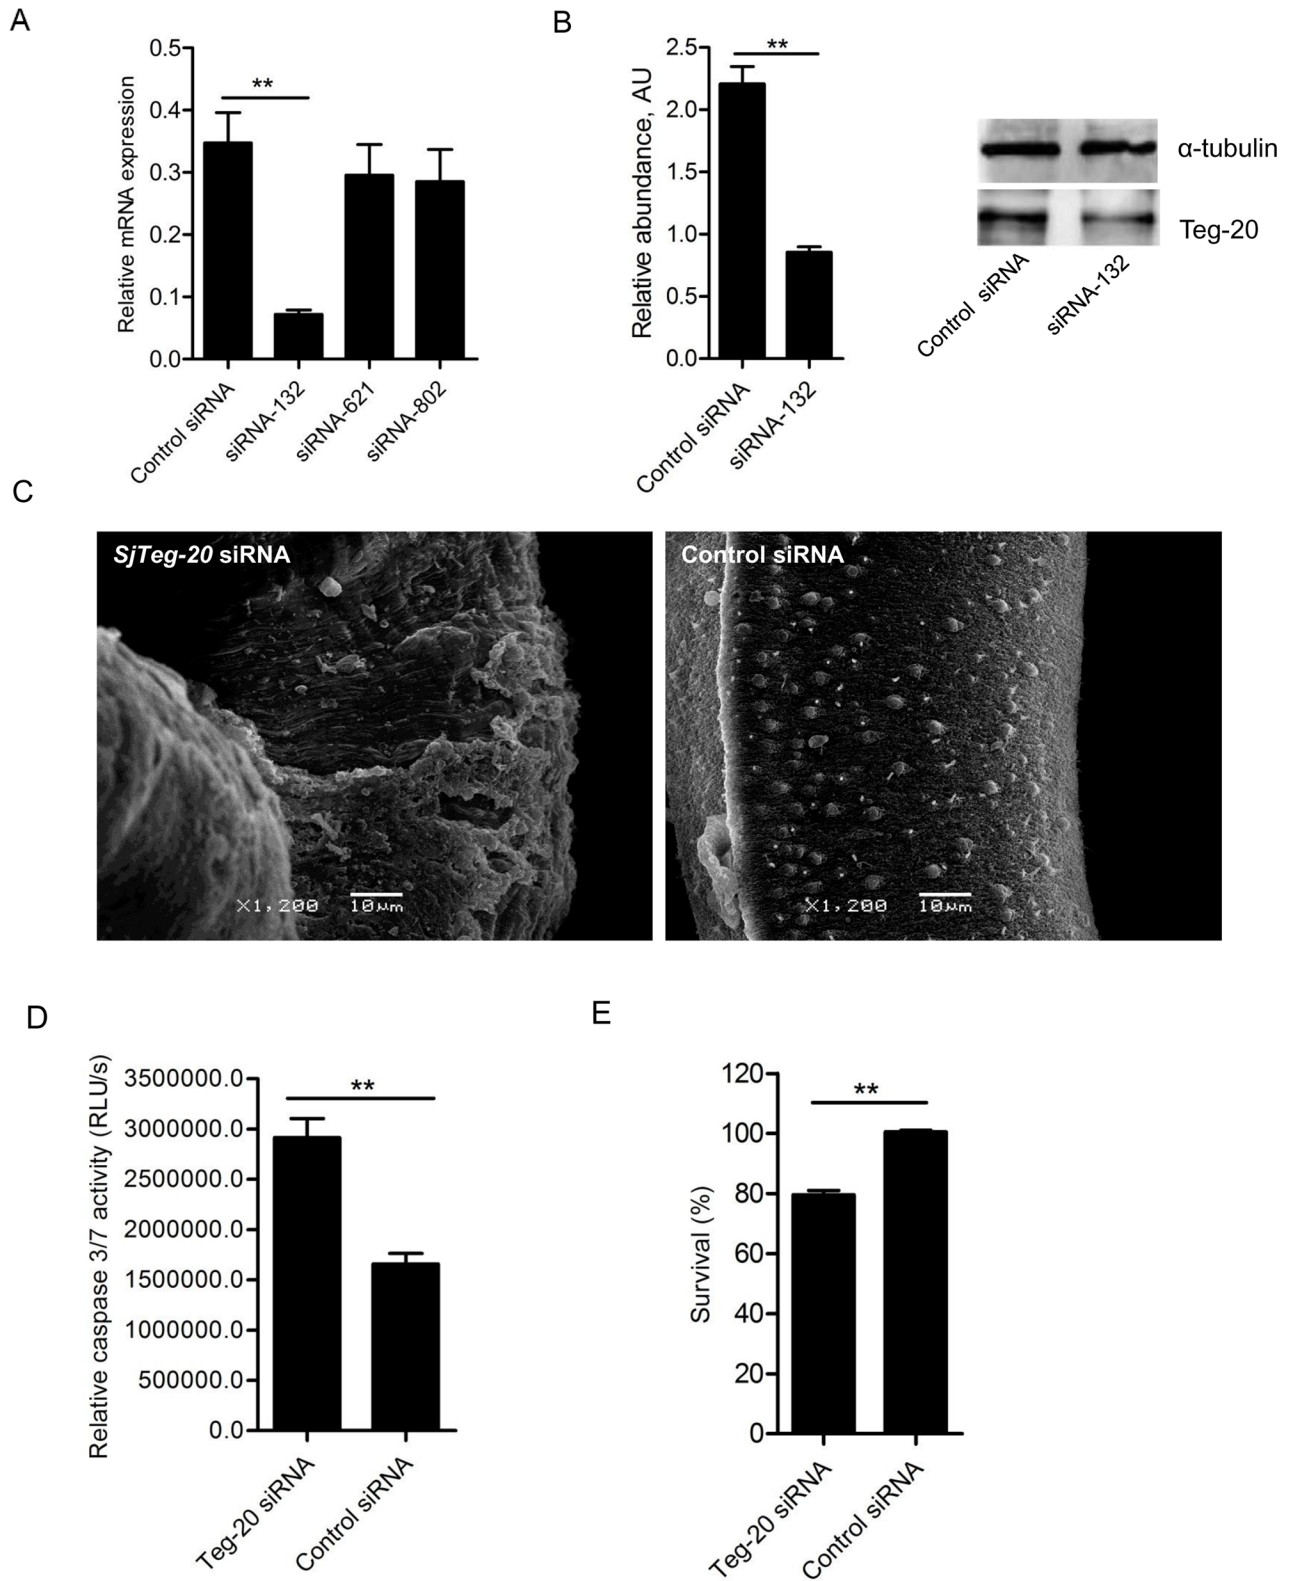 A
Relative mRNA expression
0.5
0.4
0.3
0.2
0.1
0.0
**
Control siRNA
siRNA-132
siRNA-621
siRNA-802
B
Relative abundance, AU
2.5
2.0
1.5
1.0
0.5
0.0
**
Control siRNA
siRNA-132
α-tubulin
Teg-20
Control siRNA
siRNA-132
C
SjTeg-20 siRNA
X1,200 10μm
Control siRNA
X1,200 10μm
D
Relative caspase 3/7 activity (RLU/s)
3500000.0
3000000.0
2500000.0
2000000.0
1500000.0
1000000.0
500000.0
0.0
**
Teg-20 siRNA
Control siRNA
E
Survival (%)
120
100
80
60
40
20
0
**
Teg-20 siRNA
Control siRNA